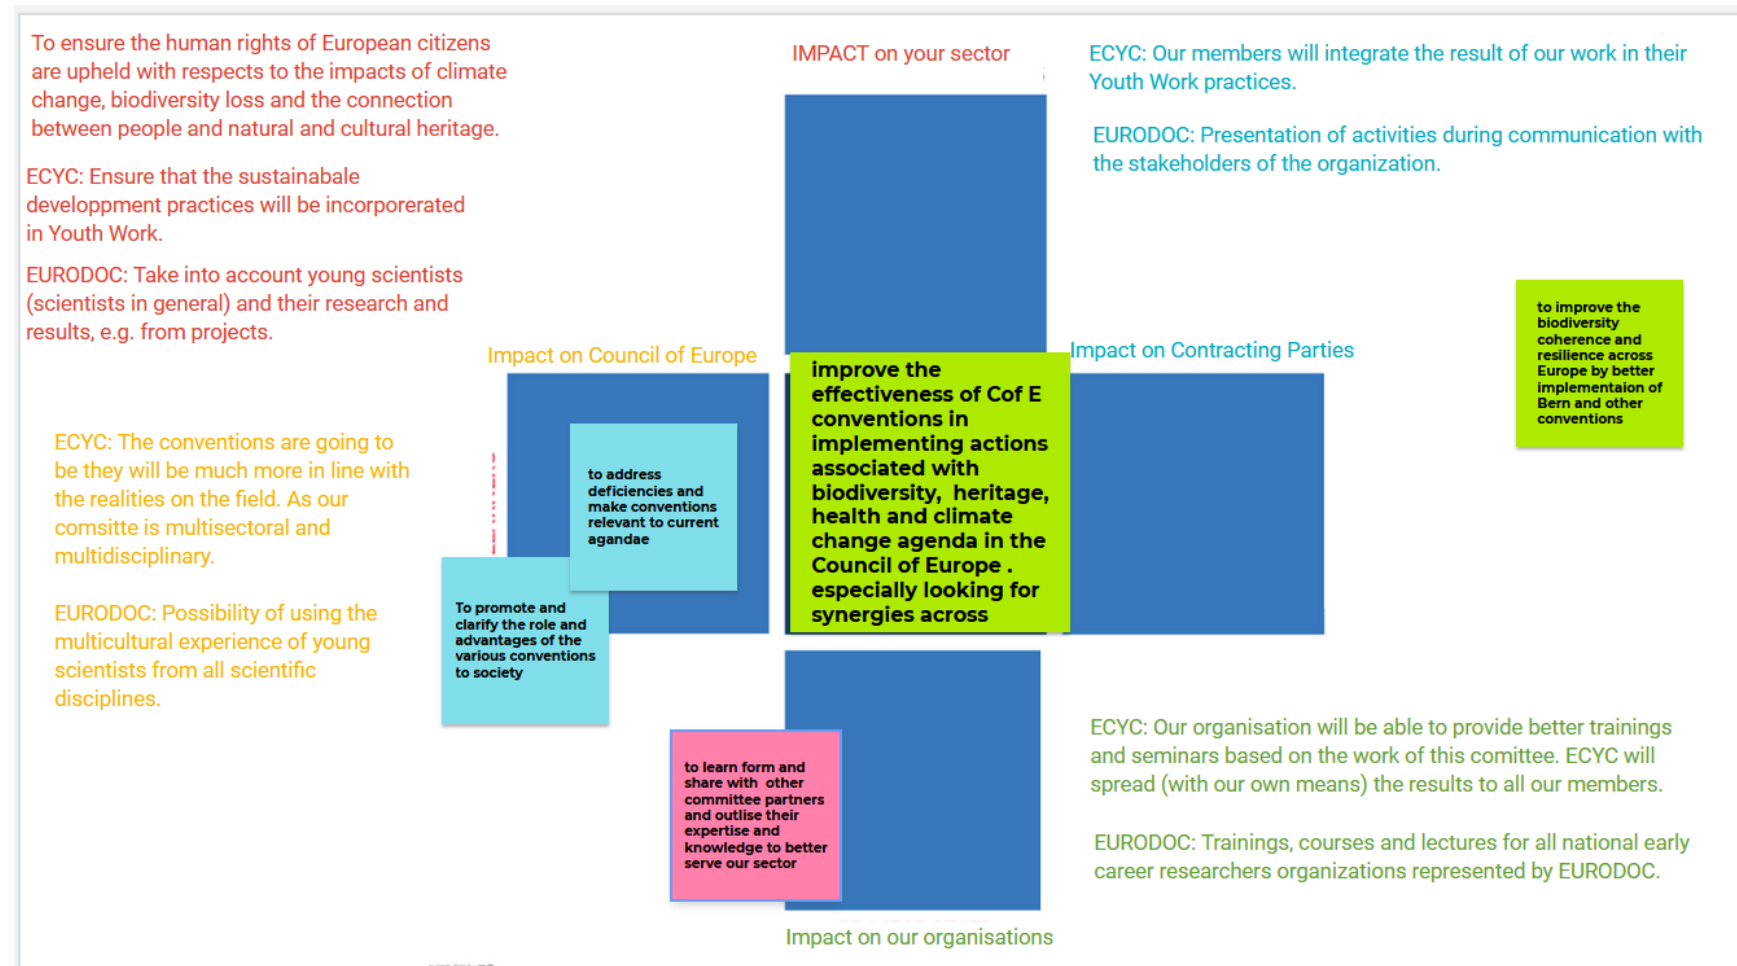 To ensure the human rights of European citizens
are upheld with respects to the impacts of climate
change, biodiversity loss and the connection
between people and natural and cultural heritage.
ECYC: Ensure that the sustainabale
developpment practices will be incorporerated
in Youth Work.
EURODOC: Take into account young scientists
(scientists in general) and their research and
results, e.g. from projects.
IMPACT on your sector
ECYC: Our members will integrate the result of our work in their
Youth Work practices.
EURODOC: Presentation of activities during communication with
the stakeholders of the organization.
to improve the
biodiversity
coherence and
resilience across
Europe by better
implementaion of
Bern and other
conventions
Impact on Council of Europe
Impact on Contracting Parties
improve the
effectiveness of Cof E
conventions in
implementing actions
associated with
biodiversity, heritage,
health and climate
change agenda in the
Council of Europe .
especially looking for
synergies across
ECYC: The conventions are going to
be they will be much more in line with
the realities on the field. As our
comsitte is multisectoral and
multidisciplinary.
EURODOC: Possibility of using the
multicultural experience of young
scientists from all scientific
disciplines.
to address
deficiencies and
make conventions
relevant to current
agandae
To promote and
clarify the role and
advantages of the
various conventions
to society
to learn form and
share with other
committee partners
and outlise their
expertise and
knowledge to better
serve our sector
ECYC: Our organisation will be able to provide better trainings
and seminars based on the work of this comittee. ECYC will
spread (with our own means) the results to all our members.
EURODOC: Trainings, courses and lectures for all national early
career researchers organizations represented by EURODOC.
Impact on our organisations